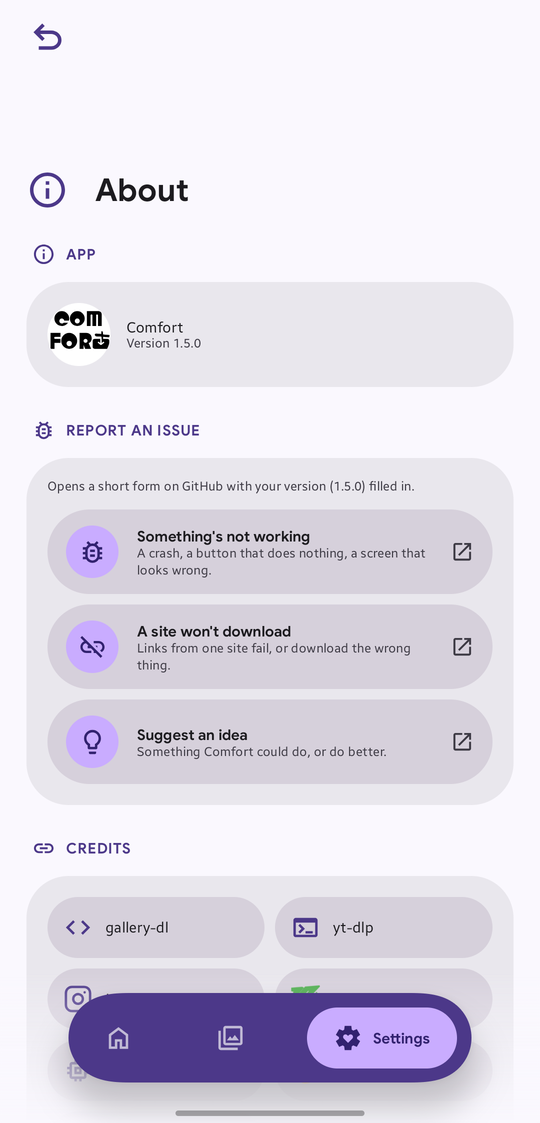 About
APP
COM
FORT
Comfort
Version 1.5.0
REPORT AN ISSUE
Opens a short form on GitHub with your version (1.5.0) filled in.
Something's not working
A crash, a button that does nothing, a screen that
looks wrong.
A site won't download
Links from one site fail, or download the wrong
thing.
Suggest an idea
Something Comfort could do, or do better.
CREDITS
gallery-dl
yt-dlp
Settings